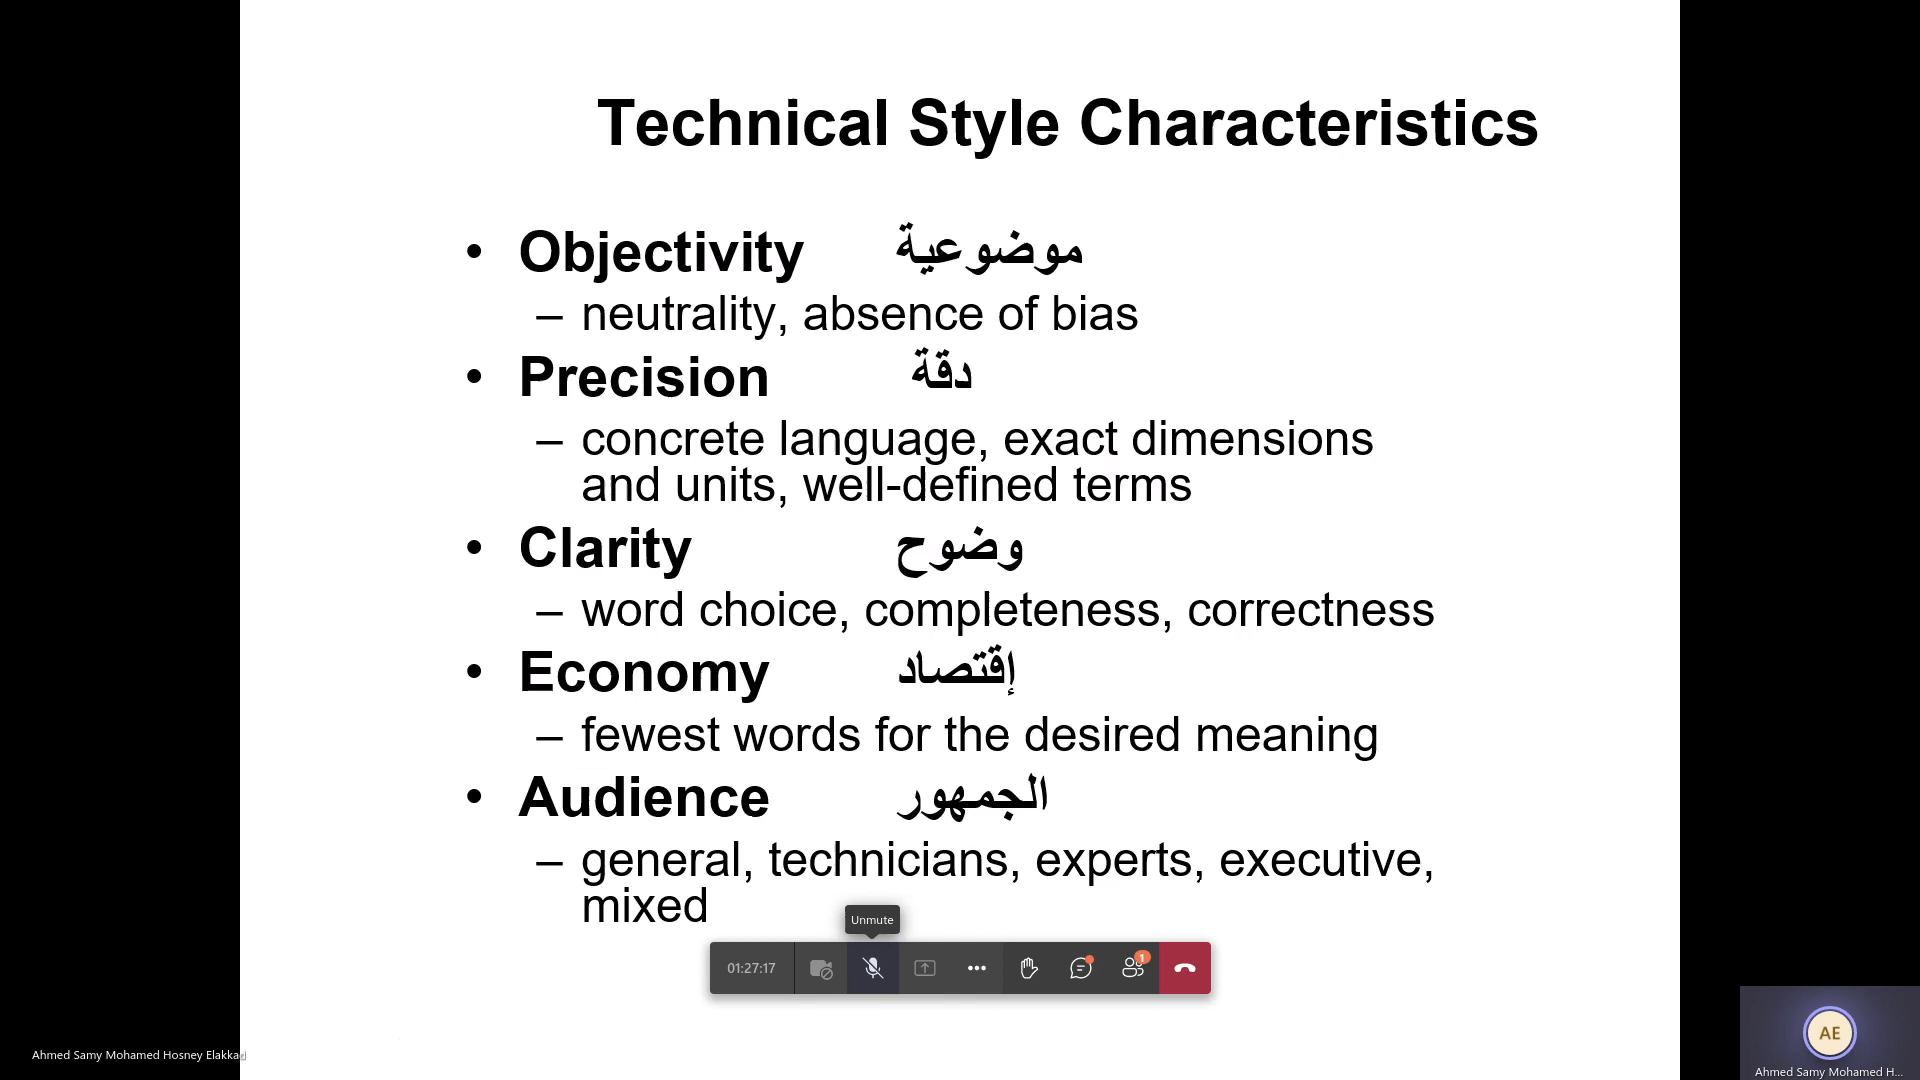 Technical Style Characteristics
• Objectivity موضوعية
– neutrality, absence of bias
• Precision دقة
– concrete language, exact dimensions
and units, well-defined terms
• Clarity وضوح
– word choice, completeness, correctness
• Economy إقتصاد
– fewest words for the desired meaning
• Audience الجمهور
– general, technicians, experts, executive,
mixed
Unmute
01:27:17
1
AE
Ahmed Samy Mohamed Hosney Elakkad
Ahmed Samy Mohamed H...